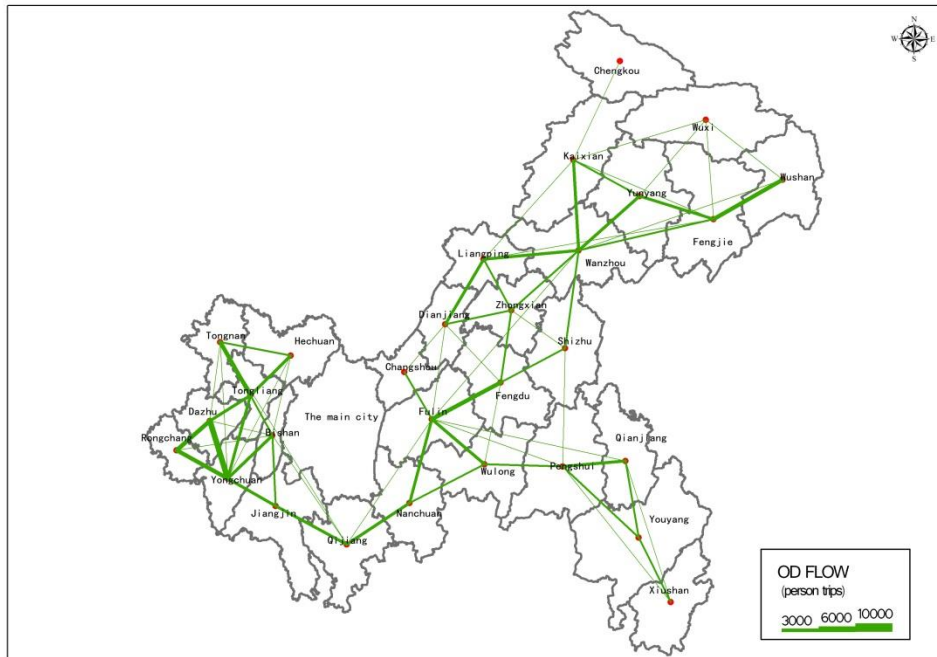 N
W E
S
Chengkou
Wuxi
Kaixian
Wushan
Yunyang
Fengjie
Liangping
Wanzhou
Zhongxian
Dianjiang
Tongnan
Hechuan
Shizhu
Changshou
Tongliang
Fengdu
Dazhu
The main city
Fulin
Bishan
Rongchang
Qianjiang
Wulong
Pengshui
Yongchuan
Jiangjin
Nanchuan
Youyang
Qijiang
Xiushan
OD FLOW
(person trips)
3000 6000 10000